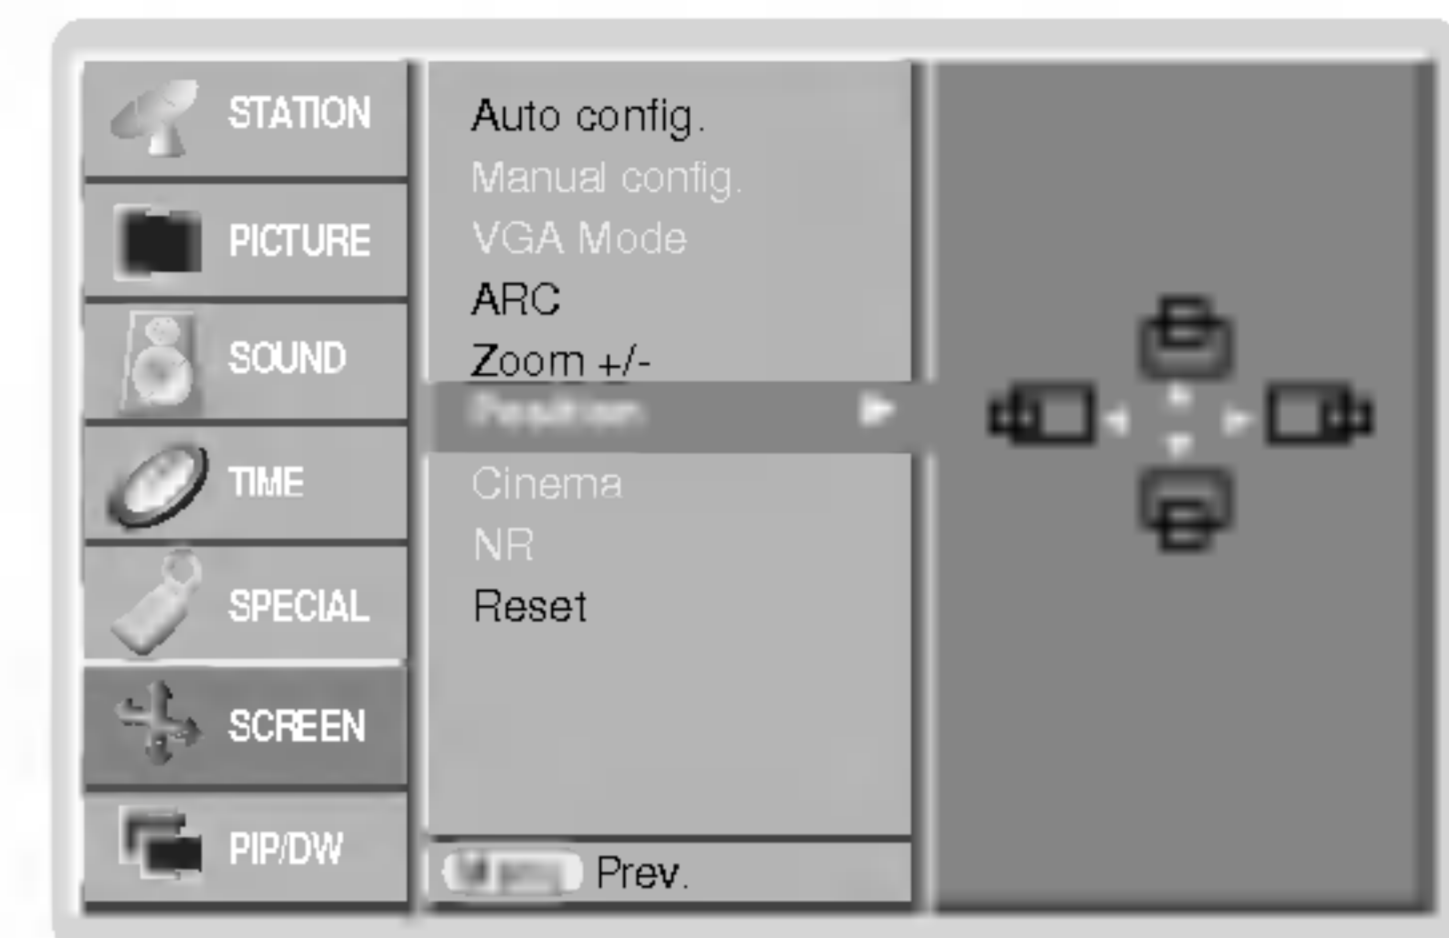 STATION
PICTURE
SOUND
TIME
SPECIAL
SCREEN
PIP/DW
Auto config.
Manual config.
VGA Mode
ARC
Zoom +/-
Position
Cinema
NR
Reset
Prev.